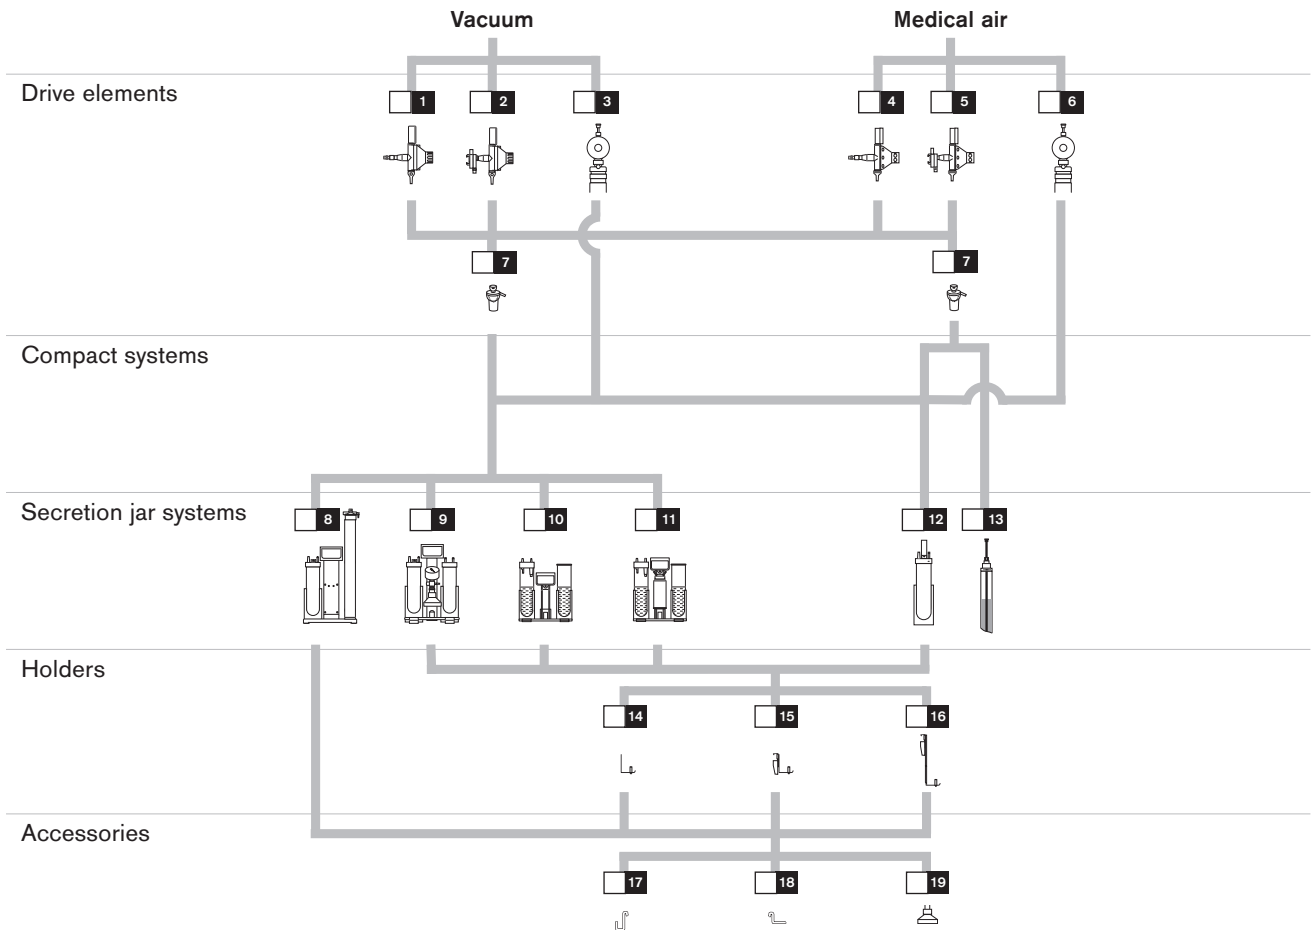 Vacuum Medical air
Drive elements
1 2 3 4 5 6
7 7
Compact systems
Secretion jar systems
8 9 10 11 12 13
Holders
14 15 16
Accessories
17 18 19